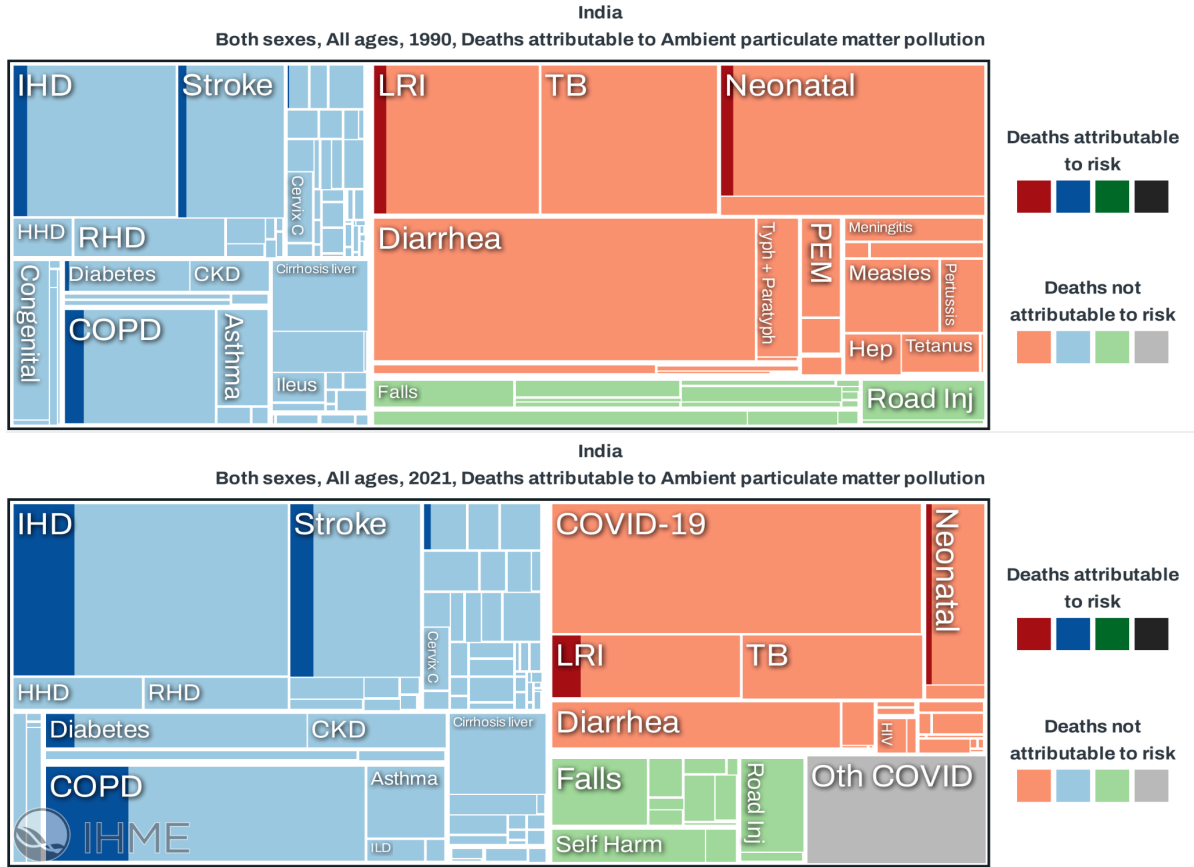 India
Both sexes, All ages, 1990, Deaths attributable to Ambient particulate matter pollution
IHD
Stroke
Cervix C
HHD
RHD
Congenital
Diabetes
CKD
Cirrhosis liver
COPD
Asthma
Ileus
LRI
TB
Neonatal
Diarrhea
Typh + Paratyph
PEM
Meningitis
Measles
Pertussis
Hep
Tetanus
Falls
Road Inj
Deaths attributable
to risk
Deaths not
attributable to risk
India
Both sexes, All ages, 2021, Deaths attributable to Ambient particulate matter pollution
IHD
Stroke
Cervix C
HHD
RHD
Diabetes
CKD
Cirrhosis liver
COPD
Asthma
ILD
IHME
COVID-19
Neonatal
LRI
TB
Diarrhea
HIV
Falls
Road Inj
Self Harm
Oth COVID
Deaths attributable
to risk
Deaths not
attributable to risk